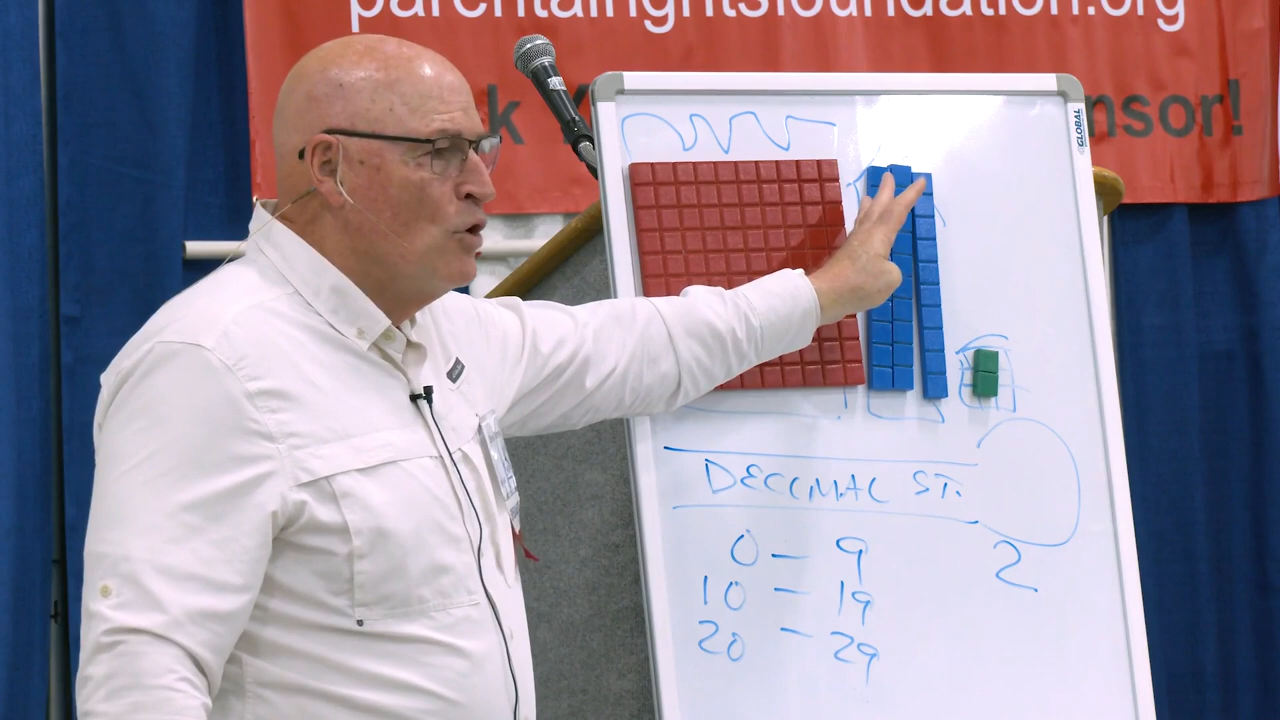 parentalrightsfoundation.org
nsor!
GLOBAL
DECIMAL ST.
0 – 9
10 – 19
20 – 29
2